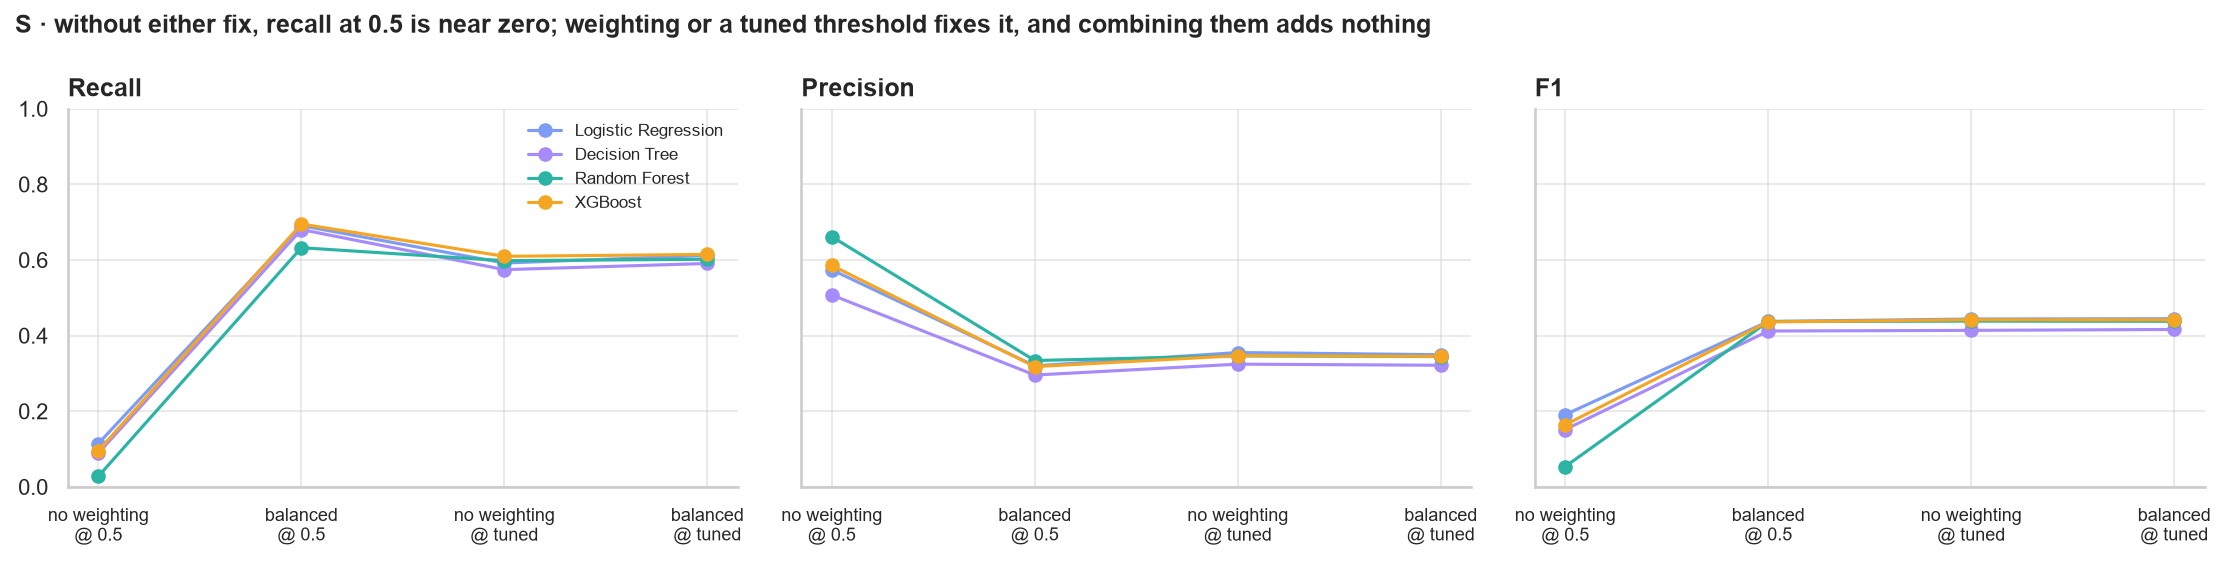 S · without either fix, recall at 0.5 is near zero; weighting or a tuned threshold fixes it, and combining them adds nothing
Recall
1.0
0.8
0.6
0.4
0.2
0.0
Logistic Regression
Decision Tree
Random Forest
XGBoost
no weighting
@ 0.5
balanced
@ 0.5
no weighting
@ tuned
balanced
@ tuned
Precision
no weighting
@ 0.5
balanced
@ 0.5
no weighting
@ tuned
balanced
@ tuned
F1
no weighting
@ 0.5
balanced
@ 0.5
no weighting
@ tuned
balanced
@ tuned